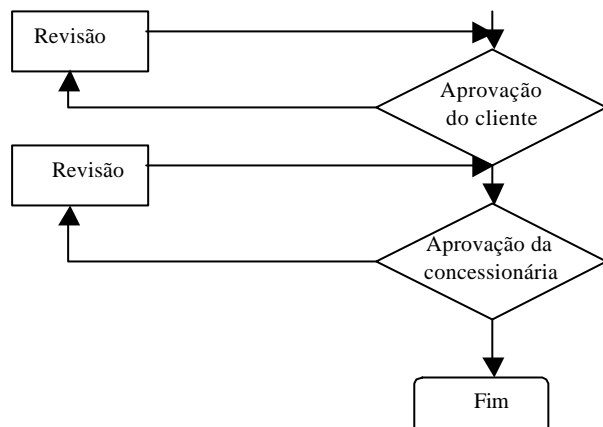 Revisão
Aprovação
do cliente
Revisão
Aprovação da
concessionária
Fim